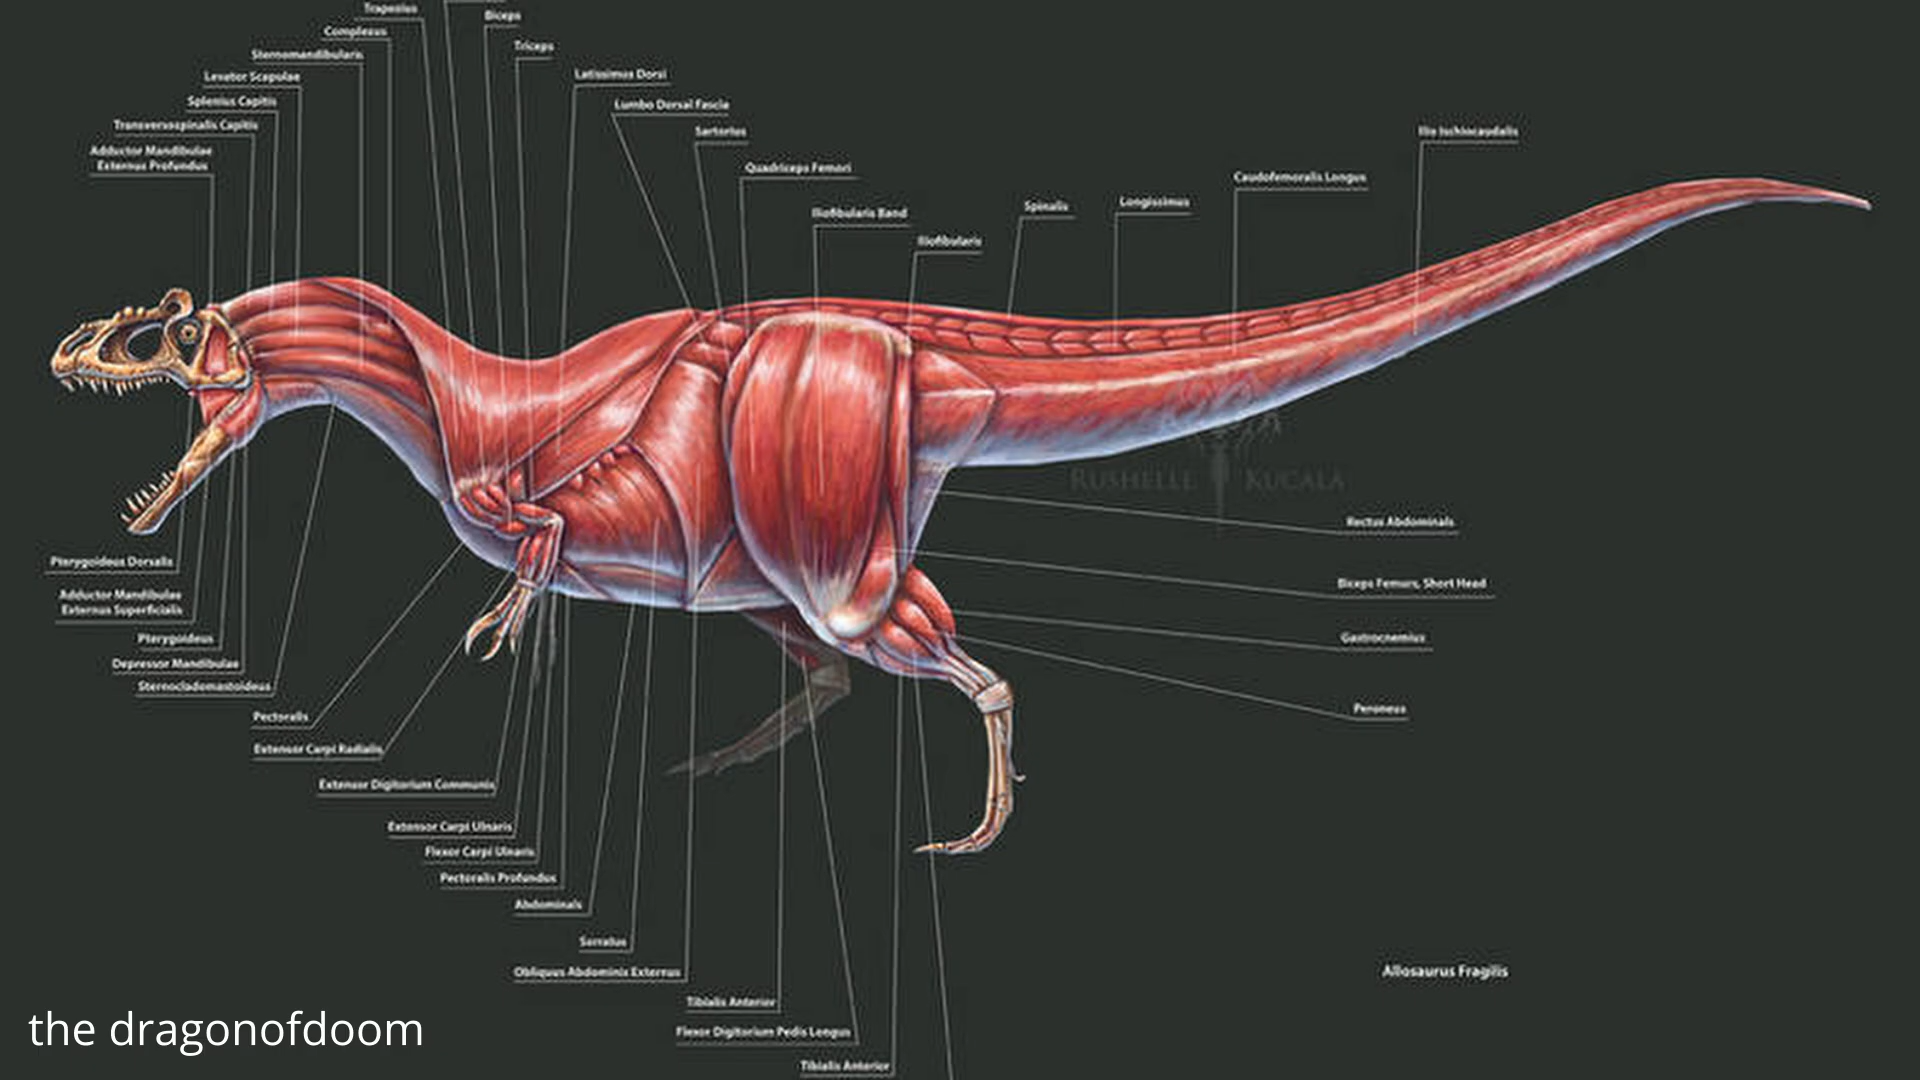 Trapezius
Biceps
Complexus
Triceps
Sternomandibularis
Levator Scapulae
Latissimus Dorsi
Splenius Capitis
Lumbo Dorsal Fascia
Transversospinalis Capitis
Sartorius
Ilio Ischiocaudalis
Adductor Mandibulae
Externus Profundus
Quadriceps Femori
Caudofemoralis Longus
Spinalis
Longissimus
Iliofibularis Band
Iliofibularis
Rushelle Kucala
Rectus Abdominals
Pterygoideus Dorsalis
Biceps Femurs, Short Head
Adductor Mandibulae
Externus Superficialis
Pterygoideus
Gastrocnemius
Depressor Mandibulae
Sternocladomastoideus
Peroneus
Pectoralis
Extensor Carpi Radialis
Extensor Digitorium Communis
Extensor Carpi Ulnaris
Flexor Carpi Ulnaris
Pectoralis Profundus
Abdominals
Serratus
Obliquus Abdominis Externus
Allosaurus Fragilis
Tibialis Anterior
Flexor Digitorium Pedis Longus
Tibialis Anterior
the dragonofdoom